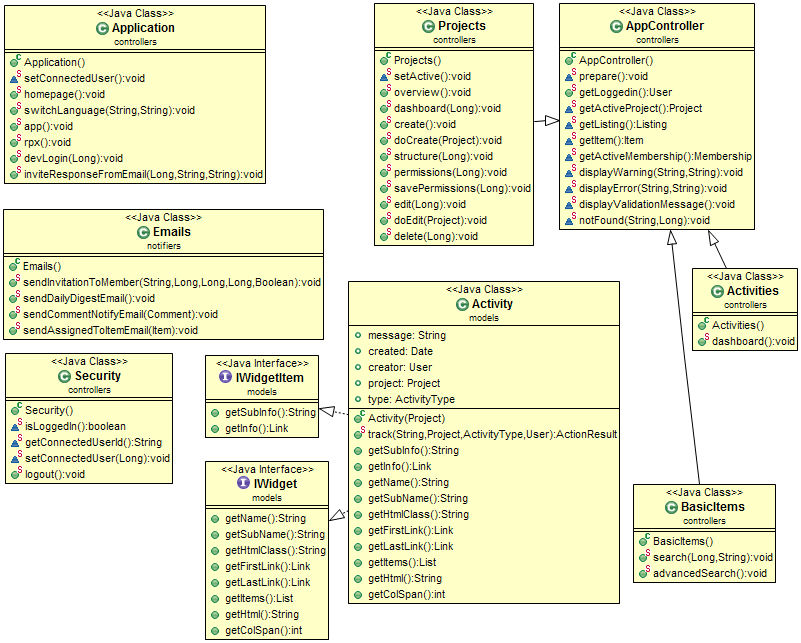 <<Java Class>>
Application
controllers
Application()
setConnectedUser():void
homepage():void
switchLanguage(String,String):void
app():void
rpx():void
devLogin(Long):void
inviteResponseFromEmail(Long,String,String):void
<<Java Class>>
Projects
controllers
Projects()
setActive():void
overview():void
dashboard(Long):void
create():void
doCreate(Project):void
structure(Long):void
permissions(Long):void
savePermissions(Long):void
edit(Long):void
doEdit(Project):void
delete(Long):void
<<Java Class>>
AppController
controllers
AppController()
prepare():void
getLoggedin():User
getActiveProject():Project
getListing():Listing
getItem():Item
getActiveMembership():Membership
displayWarning(String,String):void
displayError(String,String):void
displayValidationMessage():void
notFound(String,Long):void
<<Java Class>>
Emails
notifiers
Emails()
sendInvitationToMember(String,Long,Long,Long,Boolean):void
sendDailyDigestEmail():void
sendCommentNotifyEmail(Comment):void
sendAssignedToItemEmail(Item):void
<<Java Class>>
Activities
controllers
Activities()
dashboard():void
<<Java Class>>
Security
controllers
Security()
isLoggedIn():boolean
getConnectedUserId():String
setConnectedUser(Long):void
logout():void
<<Java Interface>>
IWidgetItem
models
getSubInfo():String
getInfo():Link
<<Java Class>>
Activity
models
message: String
created: Date
creator: User
project: Project
type: ActivityType
Activity(Project)
track(String,Project,ActivityType,User):ActionResult
getSubInfo():String
getInfo():Link
getName():String
getSubName():String
getHtmlClass():String
getFirstLink():Link
getLastLink():Link
getItems():List
getHtml():String
getColSpan():int
<<Java Interface>>
IWidget
models
getName():String
getSubName():String
getHtmlClass():String
getFirstLink():Link
getLastLink():Link
getItems():List
getHtml():String
getColSpan():int
<<Java Class>>
BasicItems
controllers
BasicItems()
search(Long,String):void
advancedSearch():void